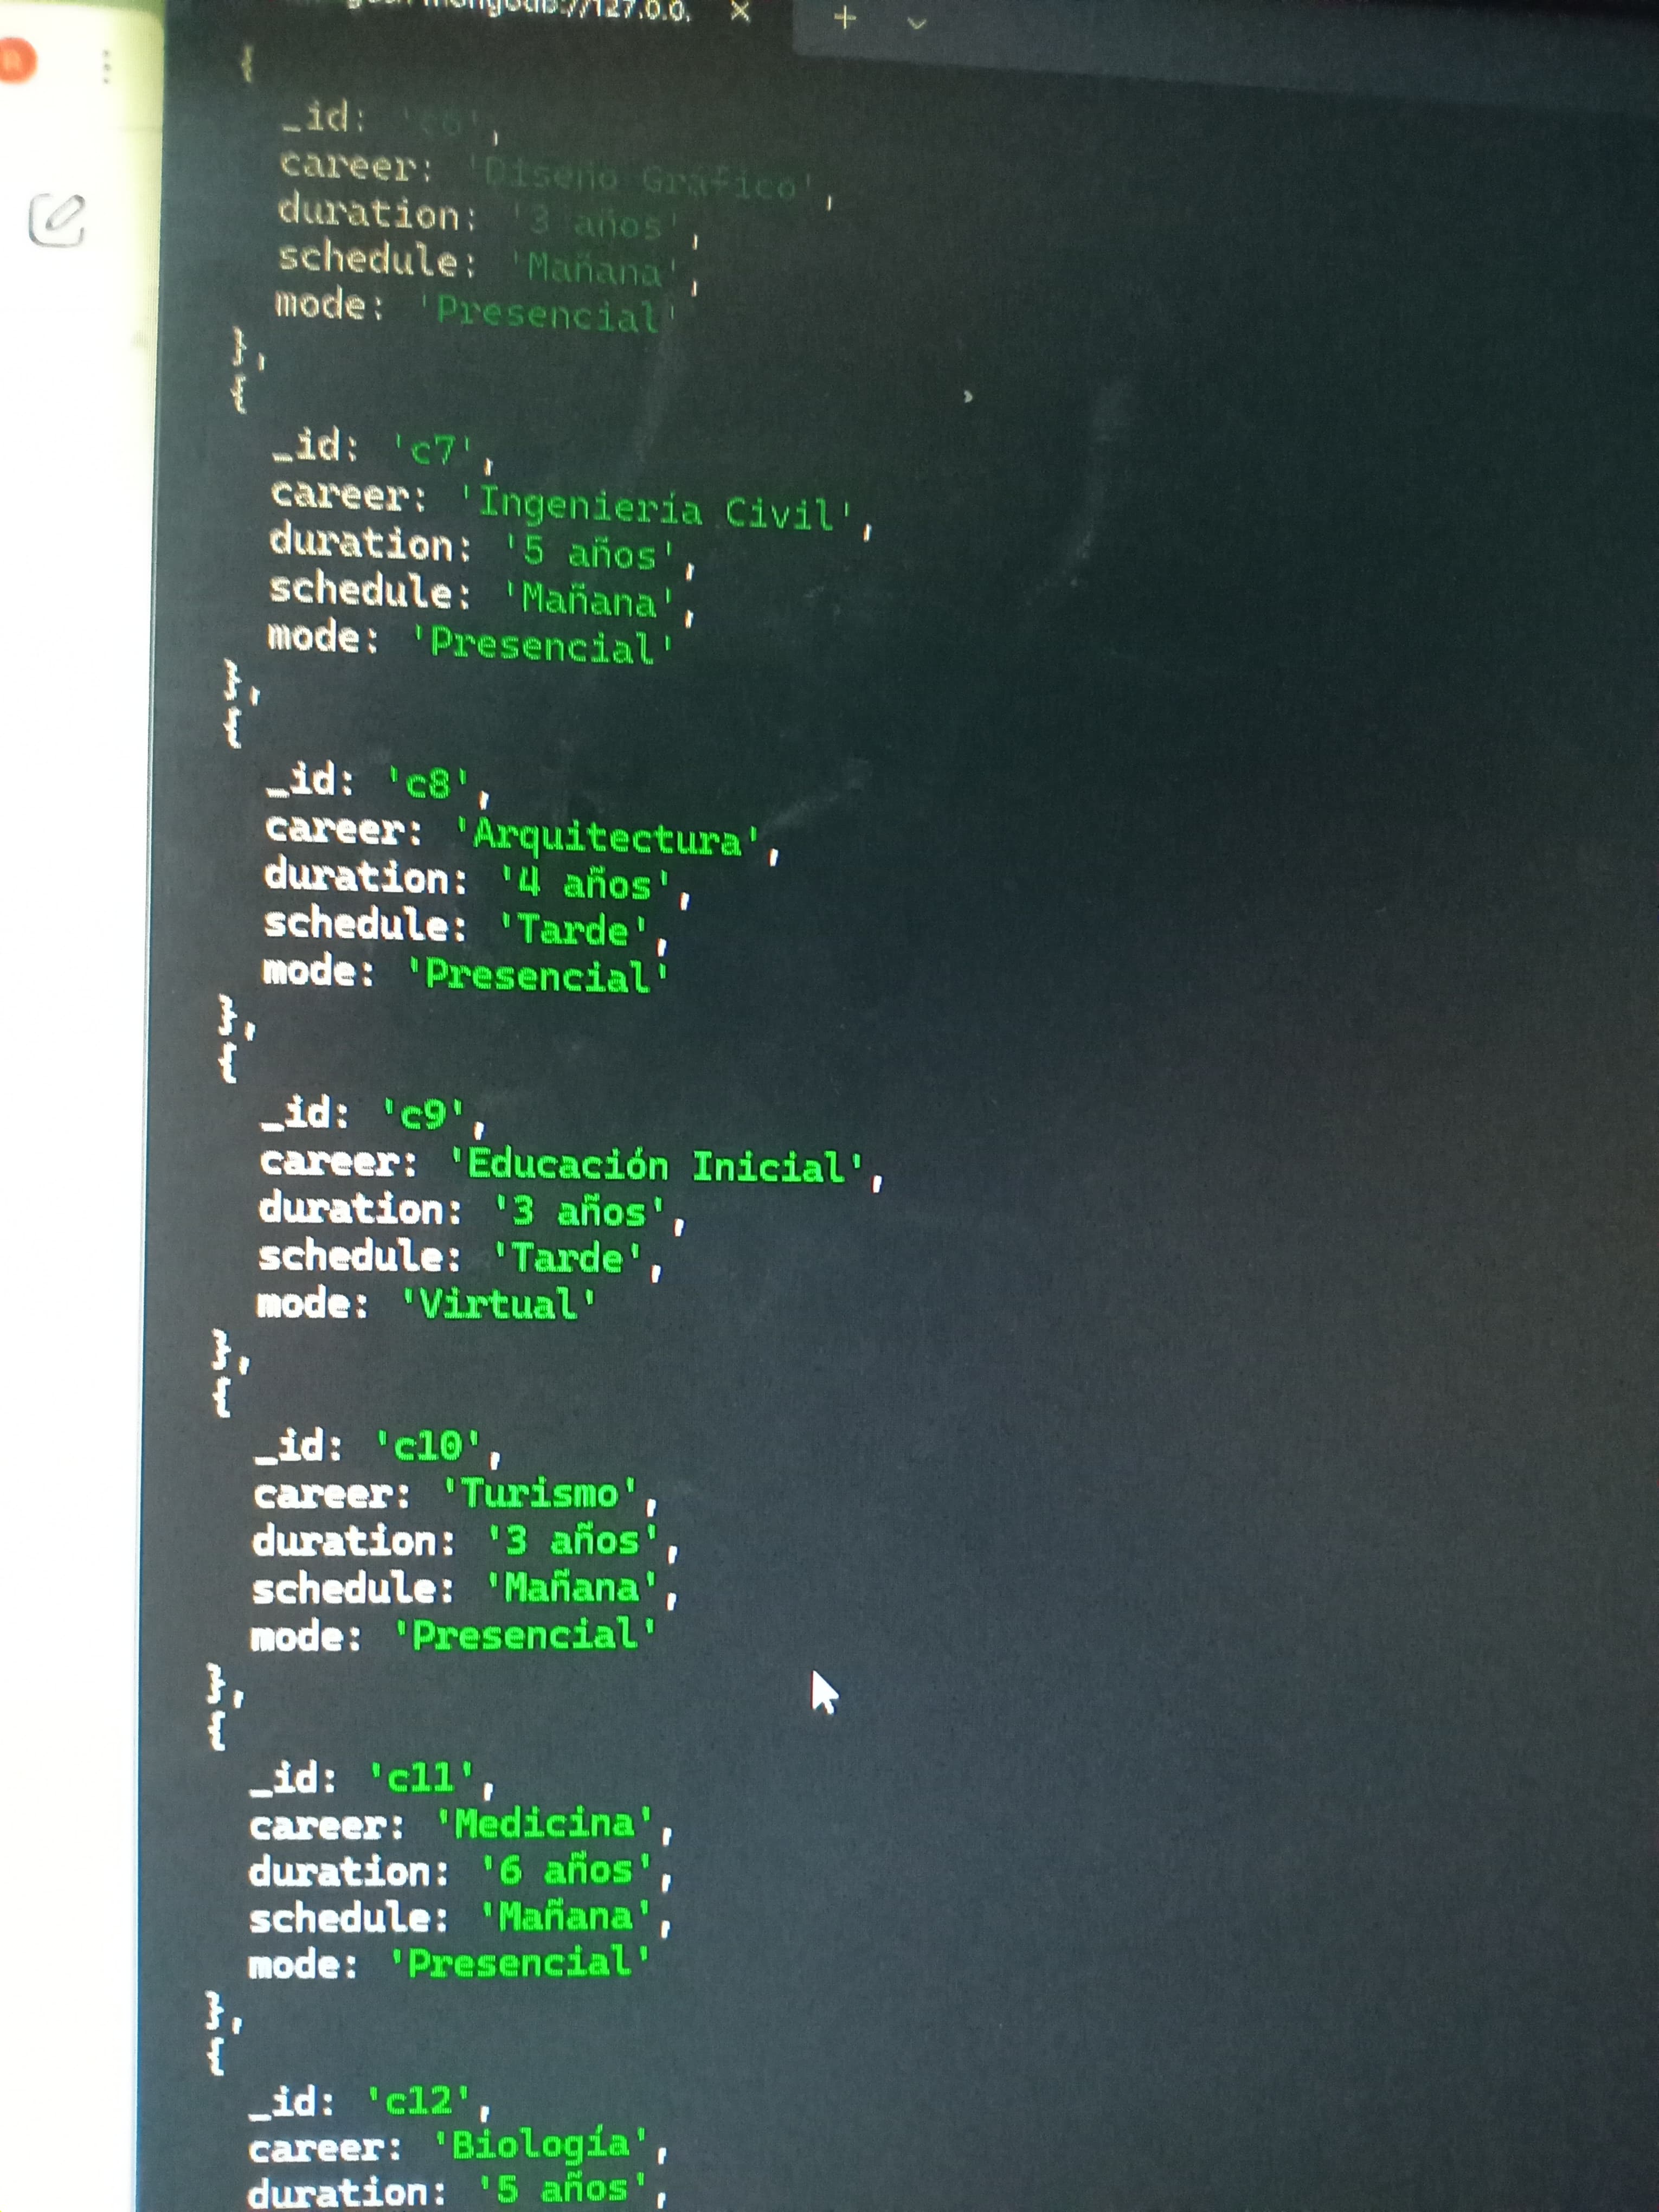 mongodb://127.0.0.
{
_id: 'c6',
career: 'Diseño Gráfico',
duration: '3 años',
schedule: 'Mañana',
mode: 'Presencial'
},
{
_id: 'c7',
career: 'Ingeniería Civil',
duration: '5 años',
schedule: 'Mañana',
mode: 'Presencial'
},
{
_id: 'c8',
career: 'Arquitectura',
duration: '4 años',
schedule: 'Tarde',
mode: 'Presencial'
},
{
_id: 'c9',
career: 'Educación Inicial',
duration: '3 años',
schedule: 'Tarde',
mode: 'Virtual'
},
{
_id: 'c10',
career: 'Turismo',
duration: '3 años',
schedule: 'Mañana',
mode: 'Presencial'
},
{
_id: 'c11',
career: 'Medicina',
duration: '6 años',
schedule: 'Mañana',
mode: 'Presencial'
},
{
_id: 'c12',
career: 'Biología',
duration: '5 años',